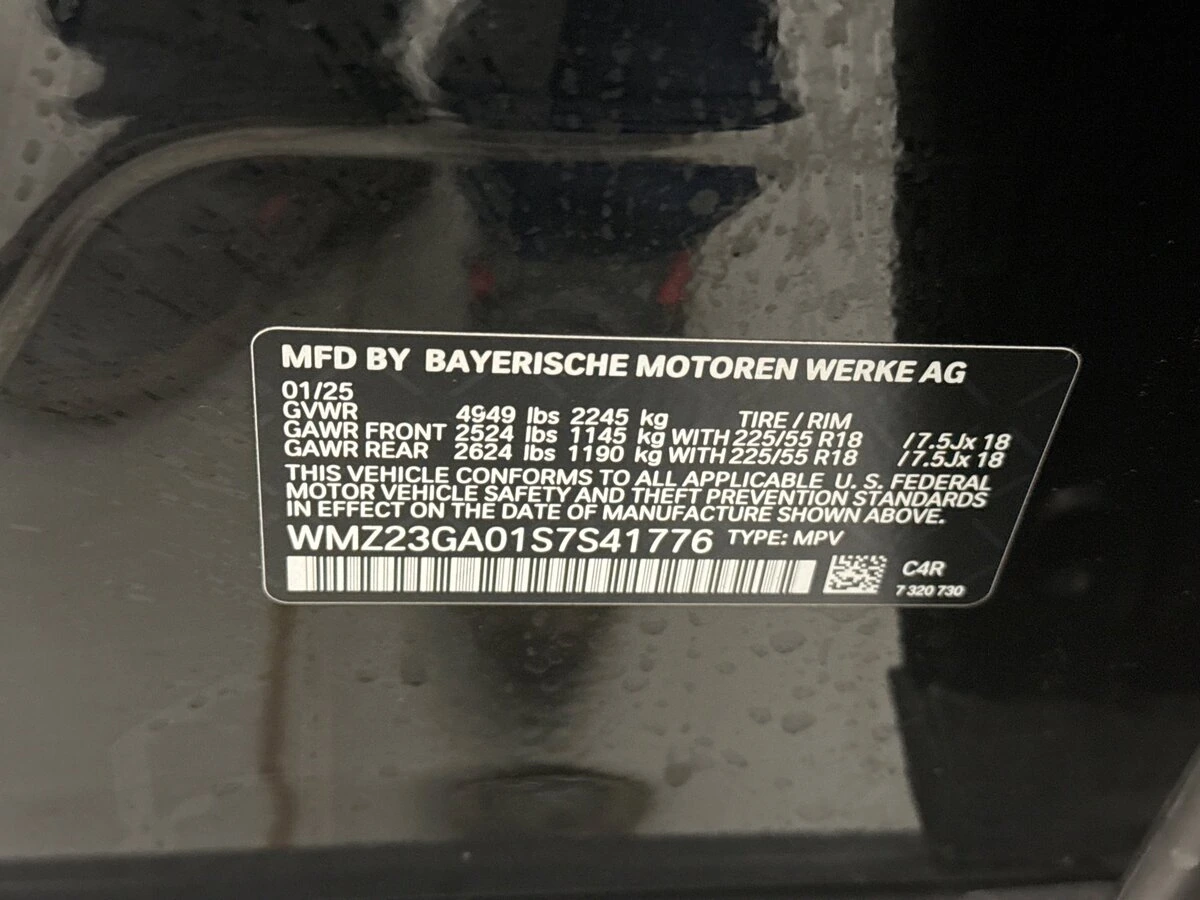 MFD BY BAYERISCHE MOTOREN WERKE AG
01/25
GVWR 4949 lbs 2245 kg TIRE / RIM
GAWR FRONT 2524 lbs 1145 kg WITH 225/55 R18 / 7.5Jx 18
GAWR REAR 2624 lbs 1190 kg WITH 225/55 R18 / 7.5Jx 18
THIS VEHICLE CONFORMS TO ALL APPLICABLE U. S. FEDERAL
MOTOR VEHICLE SAFETY AND THEFT PREVENTION STANDARDS
IN EFFECT ON THE DATE OF MANUFACTURE SHOWN ABOVE.
WMZ23GA01S7S41776 TYPE: MPV
C4R
7 320 730